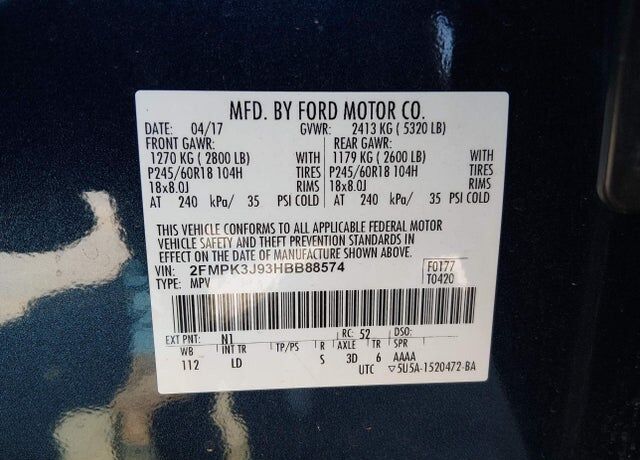 MFD. BY FORD MOTOR CO.
DATE: 04/17 GVWR: 2413 KG ( 5320 LB)
FRONT GAWR: REAR GAWR:
1270 KG ( 2800 LB) WITH 1179 KG ( 2600 LB) WITH
P245/60R18 104H TIRES P245/60R18 104H TIRES
18x8.0J RIMS 18x8.0J RIMS
AT 240 kPa/ 35 PSI COLD AT 240 kPa/ 35 PSI COLD
THIS VEHICLE CONFORMS TO ALL APPLICABLE FEDERAL MOTOR
VEHICLE SAFETY AND THEFT PREVENTION STANDARDS IN
EFFECT ON THE DATE OF MANUFACTURE SHOWN ABOVE.
VIN: 2FMPK3J93HBB88574 F0177
TYPE: MPV T0420
EXT PNT: N1 RC: 52 DSO:
WB INT TR TP/PS R AXLE TR SPR
112 LD S 3D 6 AAAA
UTC ▽5U5A-1520472-BA